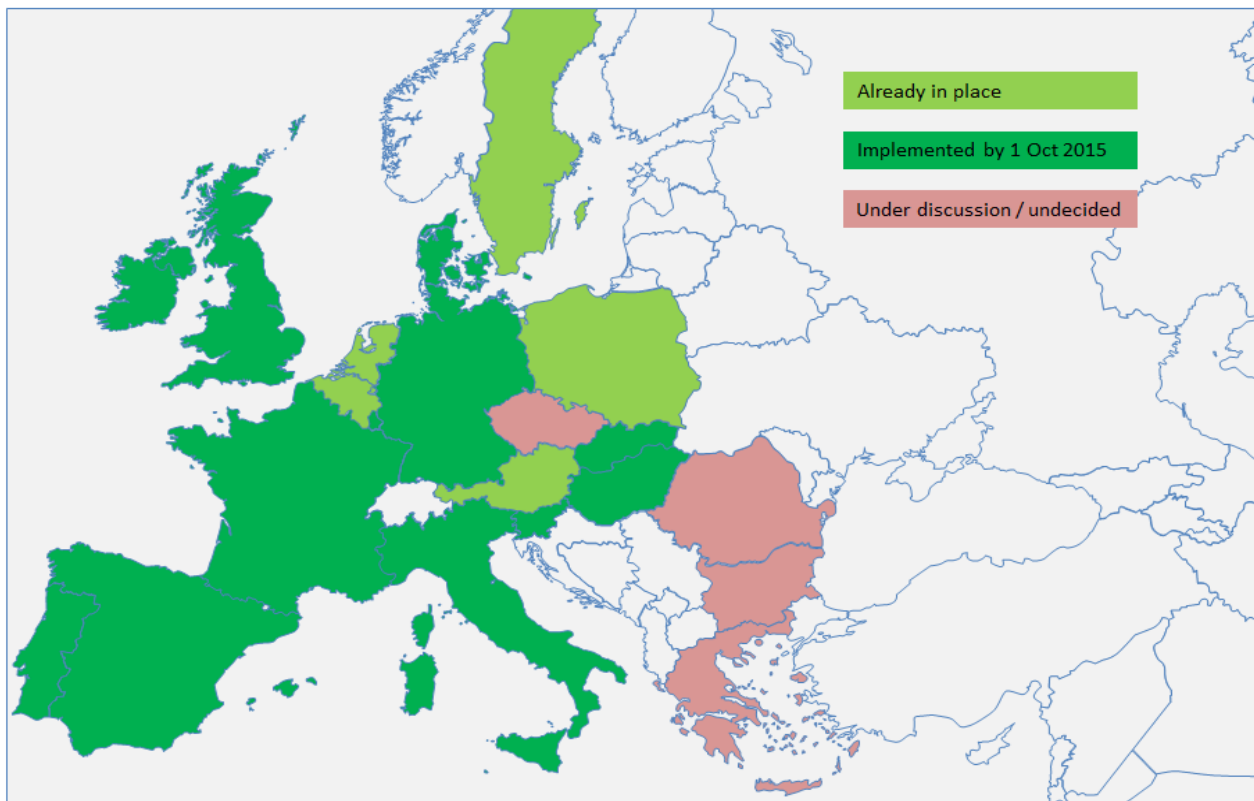 Already in place
Implemented by 1 Oct 2015
Under discussion / undecided